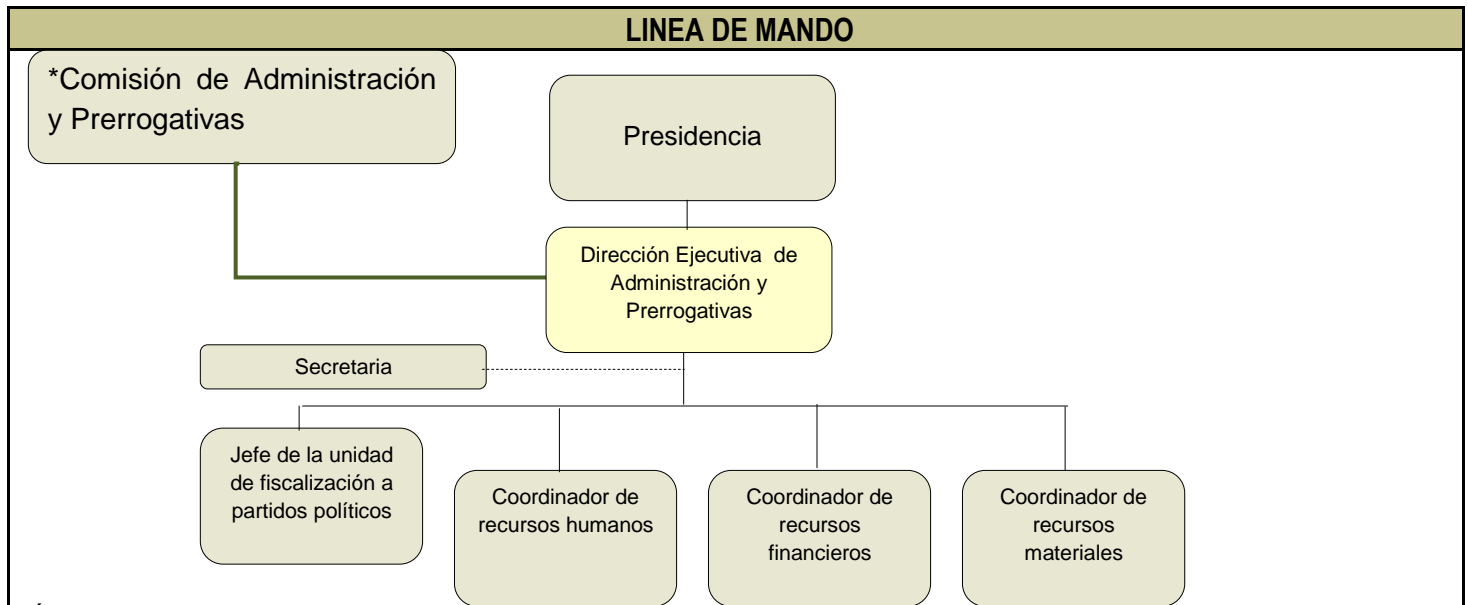 LINEA DE MANDO
*Comisión de Administración
y Prerrogativas
Presidencia
Dirección Ejecutiva de
Administración y
Prerrogativas
Secretaria
Jefe de la unidad
de fiscalización a
partidos políticos
Coordinador de
recursos humanos
Coordinador de
recursos
financieros
Coordinador de
recursos
materiales